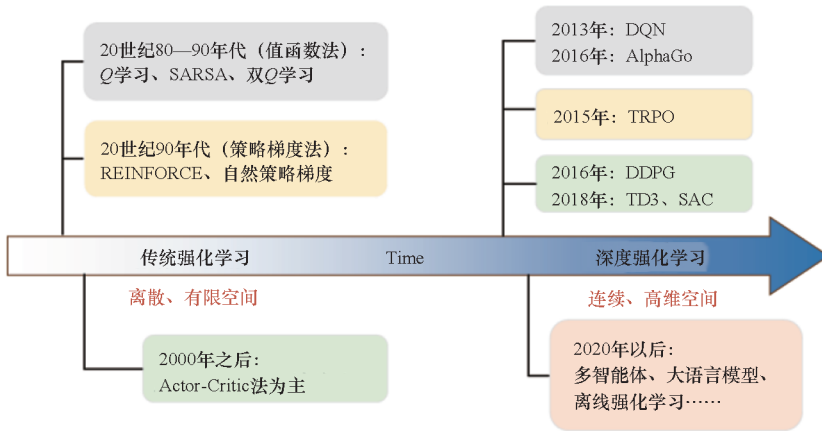 20世纪80—90年代（值函数法）：
Q学习、SARSA、双Q学习
20世纪90年代（策略梯度法）：
REINFORCE、自然策略梯度
2013年：DQN
2016年：AlphaGo
2015年：TRPO
2016年：DDPG
2018年：TD3、SAC
传统强化学习
Time
深度强化学习
离散、有限空间
连续、高维空间
2000年之后：
Actor-Critic法为主
2020年以后：
多智能体、大语言模型、
离线强化学习……